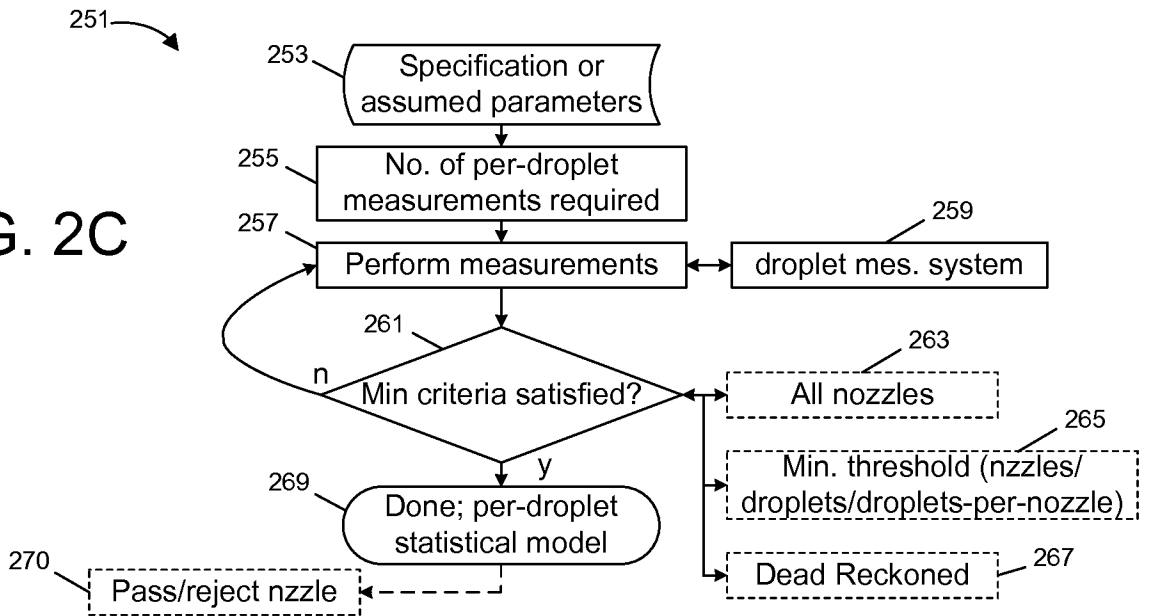 251
253
Specification or
assumed parameters
255
No. of per-droplet
measurements required
G. 2C
257
Perform measurements
259
droplet mes. system
261
n
Min criteria satisfied?
263
All nozzles
265
Min. threshold (nzzles/
droplets/droplets-per-nozzle)
y
269
Done; per-droplet
statistical model
267
Dead Reckoned
270
Pass/reject nzzle